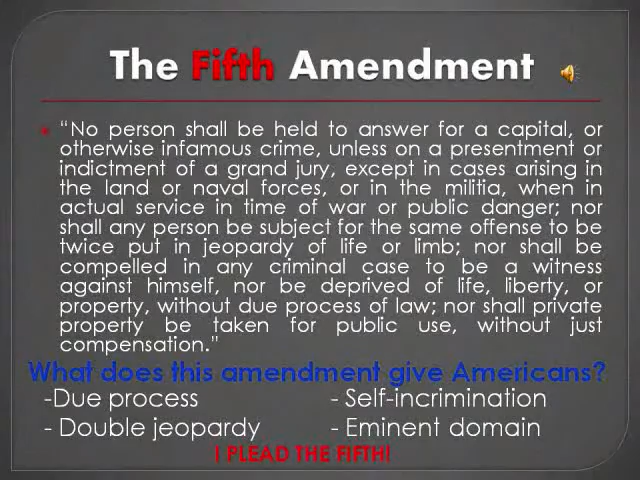 The Fifth Amendment
“No person shall be held to answer for a capital, or
otherwise infamous crime, unless on a presentment or
indictment of a grand jury, except in cases arising in
the land or naval forces, or in the militia, when in
actual service in time of war or public danger; nor
shall any person be subject for the same offense to be
twice put in jeopardy of life or limb; nor shall be
compelled in any criminal case to be a witness
against himself, nor be deprived of life, liberty, or
property, without due process of law; nor shall private
property be taken for public use, without just
compensation."
What does this amendment give Americans?
-Due process - Self-incrimination
- Double jeopardy - Eminent domain
I PLEAD THE FIFTH!